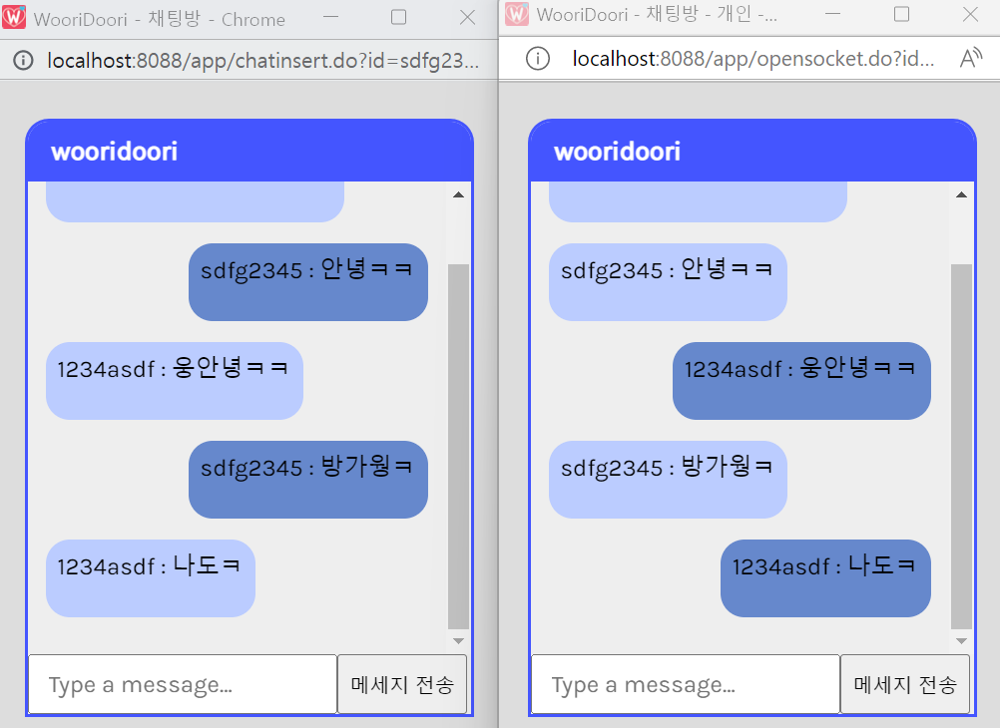 WooriDoori - 채팅방 - Chrome
localhost:8088/app/chatinsert.do?id=sdfg23...
wooridoori
sdfg2345 : 안녕ㅋㅋ
1234asdf : 웅안녕ㅋㅋ
sdfg2345 : 방가웡ㅋ
1234asdf : 나도ㅋ
Type a message...
메세지 전송
WooriDoori - 채팅방 - 개인 -...
localhost:8088/app/opensocket.do?id...
wooridoori
sdfg2345 : 안녕ㅋㅋ
1234asdf : 웅안녕ㅋㅋ
sdfg2345 : 방가웡ㅋ
1234asdf : 나도ㅋ
Type a message...
메세지 전송